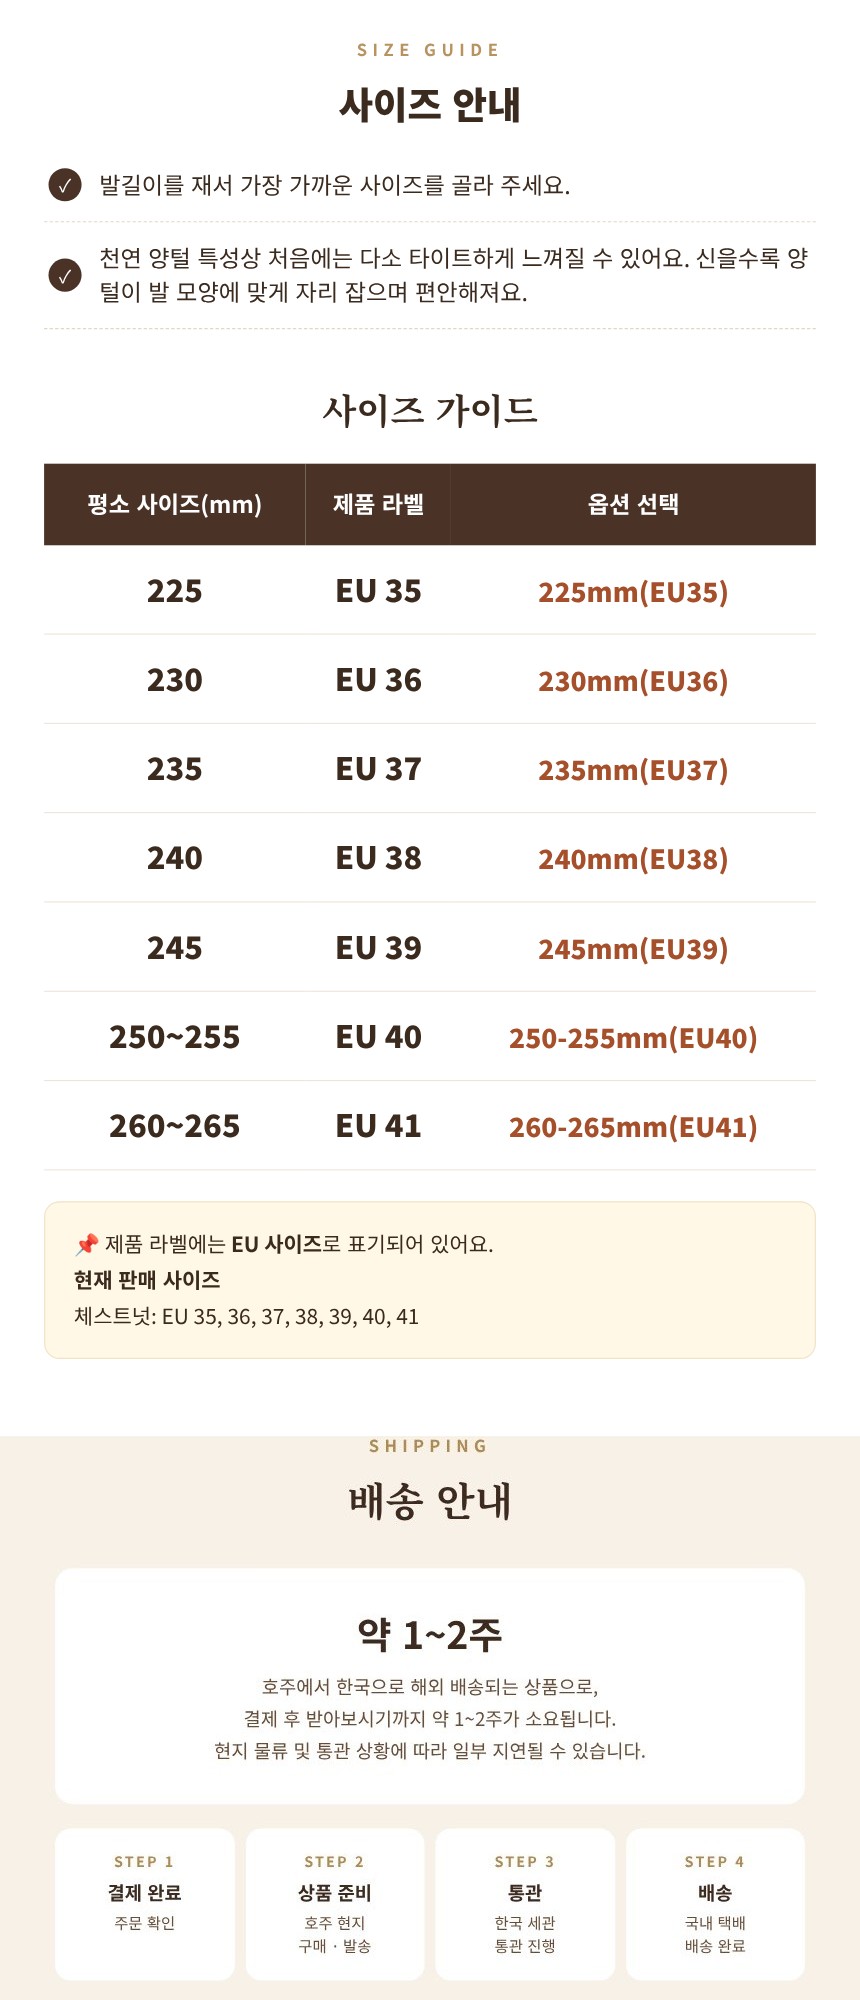 SIZE GUIDE
사이즈 안내
✓ 발길이를 재서 가장 가까운 사이즈를 골라 주세요.
✓ 천연 양털 특성상 처음에는 다소 타이트하게 느껴질 수 있어요. 신을수록 양
털이 발 모양에 맞게 자리 잡으며 편안해져요.
사이즈 가이드
평소 사이즈(mm) 제품 라벨 옵션 선택
225 EU 35 225mm(EU35)
230 EU 36 230mm(EU36)
235 EU 37 235mm(EU37)
240 EU 38 240mm(EU38)
245 EU 39 245mm(EU39)
250~255 EU 40 250-255mm(EU40)
260~265 EU 41 260-265mm(EU41)
📌 제품 라벨에는 EU 사이즈로 표기되어 있어요.
현재 판매 사이즈
체스트넛: EU 35, 36, 37, 38, 39, 40, 41
SHIPPING
배송 안내
약 1~2주
호주에서 한국으로 해외 배송되는 상품으로,
결제 후 받아보시기까지 약 1~2주가 소요됩니다.
현지 물류 및 통관 상황에 따라 일부 지연될 수 있습니다.
STEP 1
결제 완료
주문 확인
STEP 2
상품 준비
호주 현지
구매 · 발송
STEP 3
통관
한국 세관
통관 진행
STEP 4
배송
국내 택배
배송 완료